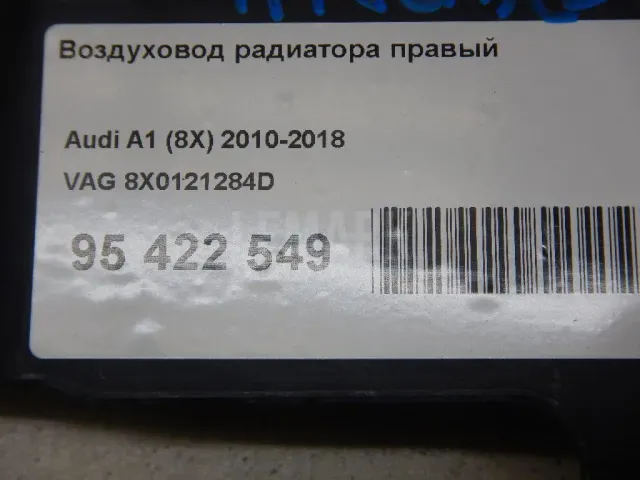 Воздуховод радиатора правый
Audi A1 (8X) 2010-2018
VAG 8X0121284D
95 422 549